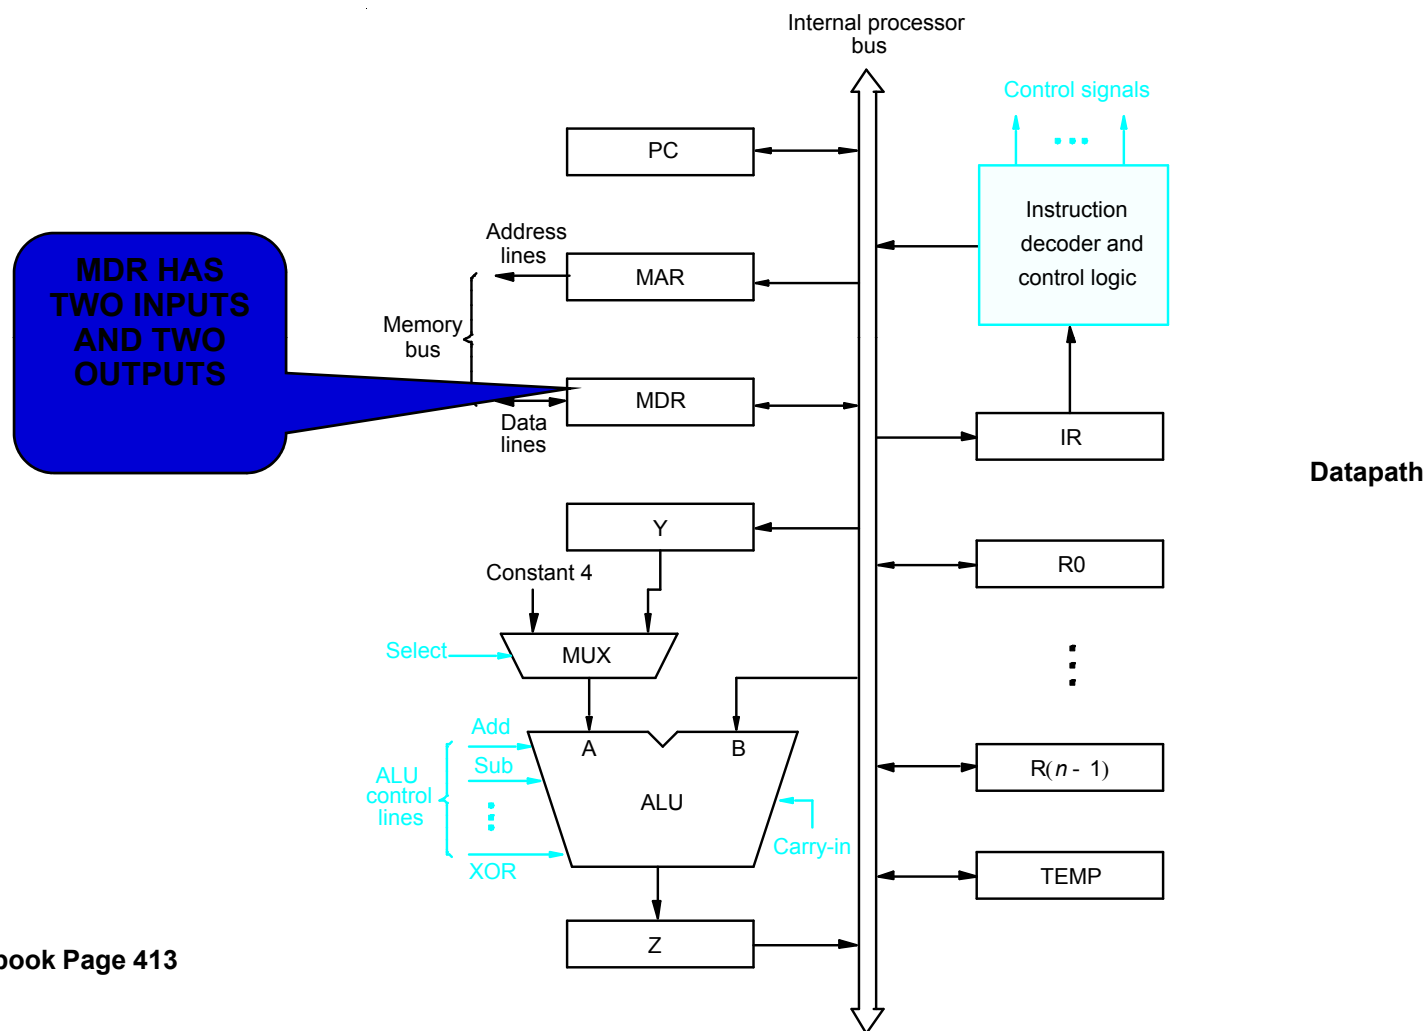 Internal processor
bus
Control signals
PC
Instruction
decoder and
control logic
Address
lines
MAR
MDR HAS
TWO INPUTS
AND TWO
OUTPUTS
Memory
bus
MDR
Data
lines
IR
Datapath
Y
Constant 4
R0
Select
MUX
Add
A
B
Sub
ALU
control
lines
ALU
R(n - 1)
Carry-in
XOR
TEMP
Z
book Page 413